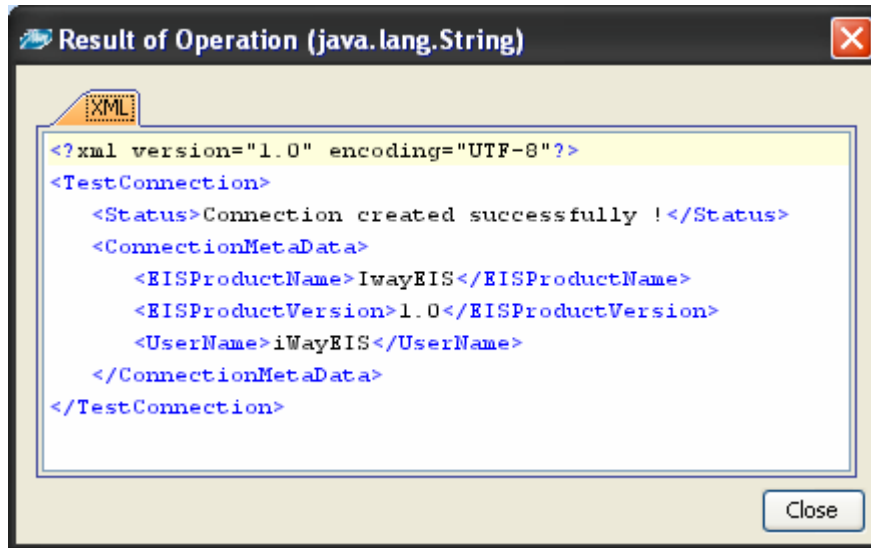 Result of Operation (java.lang.String)
XML
<?xml version="1.0" encoding="UTF-8"?>
<TestConnection>
<Status>Connection created successfully !</Status>
<ConnectionMetaData>
<EISProductName>IwayEIS</EISProductName>
<EISProductVersion>1.0</EISProductVersion>
<UserName>iWayEIS</UserName>
</ConnectionMetaData>
</TestConnection>
Close